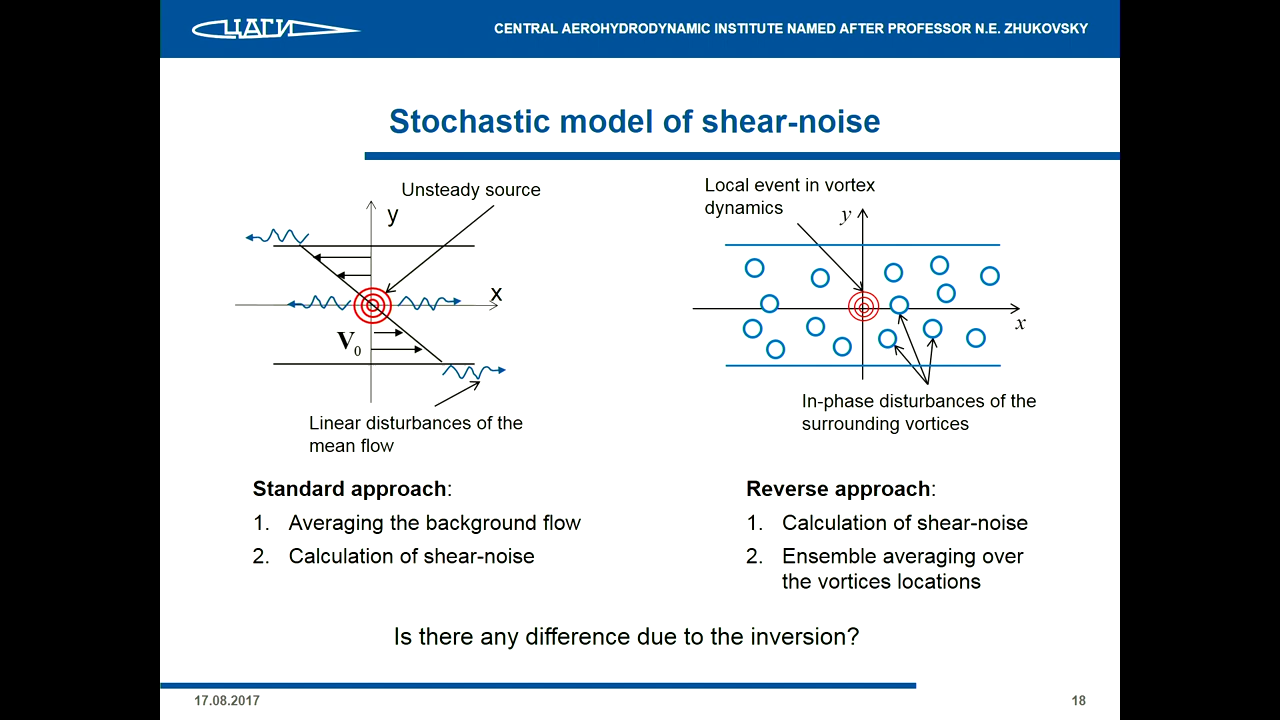 ЦАГИ
CENTRAL AEROHYDRODYNAMIC INSTITUTE NAMED AFTER PROFESSOR N.E. ZHUKOVSKY
Stochastic model of shear-noise
Unsteady source
y
x
V0
Linear disturbances of the
mean flow
Local event in vortex
dynamics
y
x
In-phase disturbances of the
surrounding vortices
Standard approach:
1. Averaging the background flow
2. Calculation of shear-noise
Reverse approach:
1. Calculation of shear-noise
2. Ensemble averaging over
the vortices locations
Is there any difference due to the inversion?
17.08.2017
18